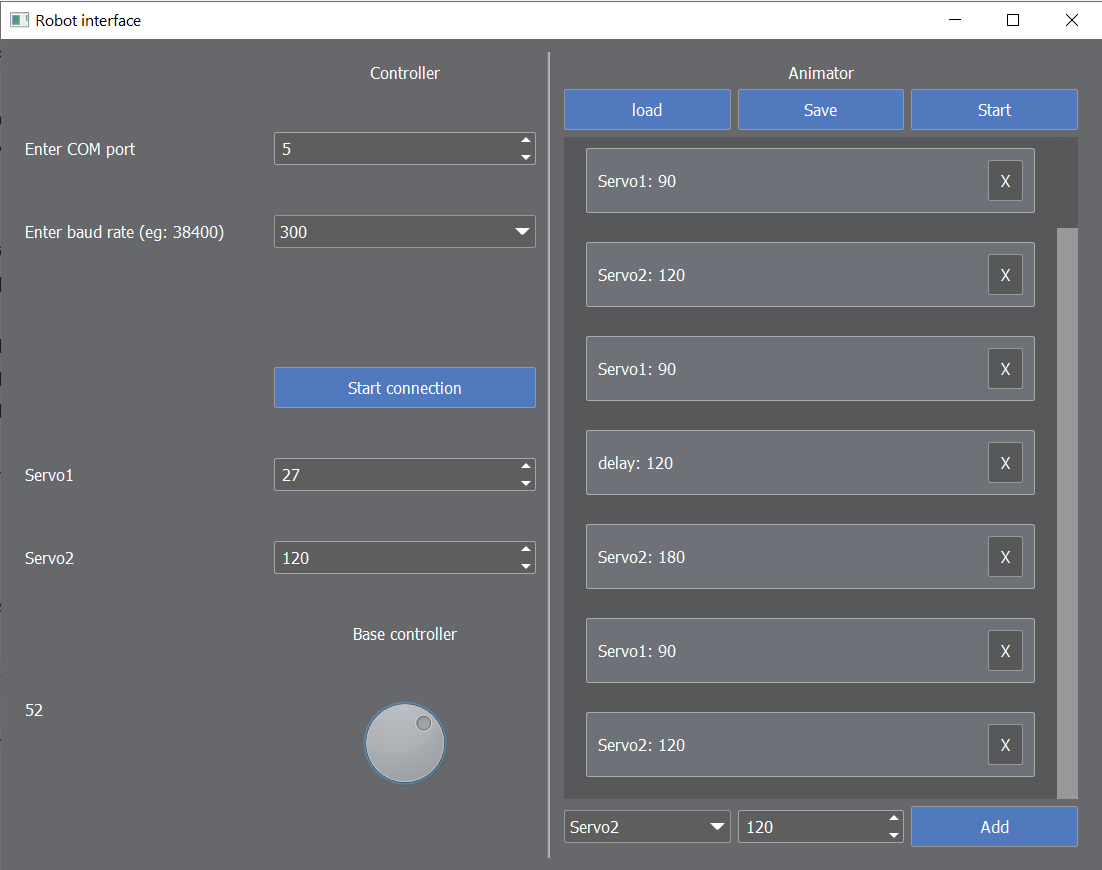 Robot interface
Controller
Enter COM port
5
Enter baud rate (eg: 38400)
300
Start connection
Servo1
27
Servo2
120
Base controller
52
Animator
load
Save
Start
Servo1: 90
X
Servo2: 120
X
Servo1: 90
X
delay: 120
X
Servo2: 180
X
Servo1: 90
X
Servo2: 120
X
Servo2
120
Add